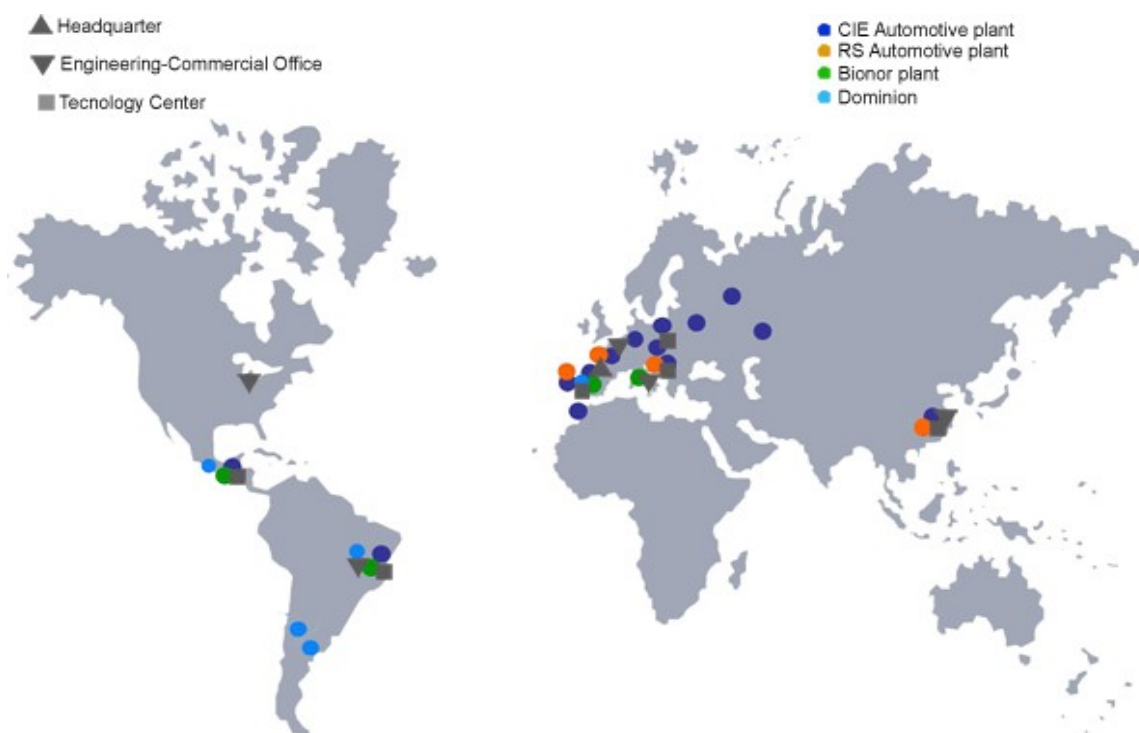 Headquarter
Engineering-Commercial Office
Tecnology Center
CIE Automotive plant
RS Automotive plant
Bionor plant
Dominion